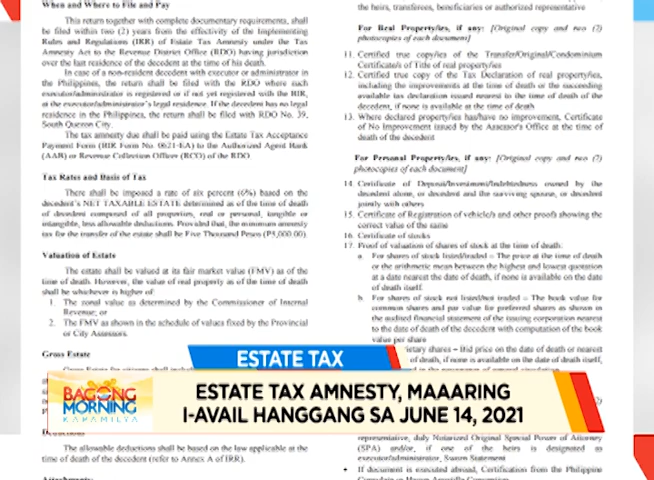 When and Where to File and Pay
This return together with complete documentary requirements, shall
be filed within two (2) years from the effectivity of the Implementing
Rules and Regulations (IRR) of Estate Tax Amnesty under the Tax
Amnesty Act to the Revenue District Office (RDO) having jurisdiction
over the last residence of the decedent at the time of his death.
In case of a non-resident decedent with executor or administrator in
the Philippines, the return shall be filed with the RDO where such
executor/administrator is registered or if not yet registered with the BIR,
at the executor/administrator's legal residence. If the decedent has no legal
residence in the Philippines, the return shall be filed with RDO No. 39,
South Quezon City.
The tax amnesty due shall be paid using the Estate Tax Acceptance
Payment Form (BIR Form No. 0621-EA) to the Authorized Agent Bank
(AAB) or Revenue Collection Officer (RCO) of the RDO.
Tax Rates and Basis of Tax
There shall be imposed a rate of six percent (6%) based on the
decedent's NET TAXABLE ESTATE determined as of the time of death
of decedent composed of all properties, real or personal, tangible or
intangible, less allowable deductions. Provided that, the minimum amnesty
tax for the transfer of the estate shall be Five Thousand Pesos (P5,000.00).
Valuation of Estate
The estate shall be valued at its fair market value (FMV) as of the
time of death. However, the value of real property as of the time of death
shall be whichever is higher of:
1. The zonal value as determined by the Commissioner of Internal
Revenue; or
2. The FMV as shown in the schedule of values fixed by the Provincial
or City Assessors.
Gross Estate
Deductions
The allowable deductions shall be based on the law applicable at the
time of death of the decedent (refer to Annex A of IRR).
the heirs, transferees, beneficiaries or authorized representative
For Real Property/ies, if any: [Original copy and two (2)
photocopies of each document]
11. Certified true copy/ies of the Transfer/Original/Condominium
Certificate/s of Title of real property/ies
12. Certified true copy of the Tax Declaration of real property/ies,
including the improvements at the time of death or the succeeding
available tax declaration issued nearest to the time of death of the
decedent, if none is available at the time of death
13. Where declared property/ies has/have no improvement, Certificate
of No Improvement issued by the Assessor's Office at the time of
death of the decedent
For Personal Property/ies, if any: [Original copy and two (2)
photocopies of each document]
14. Certificate of Deposit/Investment/Indebtedness owned by the
decedent alone, or decedent and the surviving spouse, or decedent
jointly with others
15. Certificate of Registration of vehicle/s and other proofs showing the
correct value of the same
16. Certificate of stocks
17. Proof of valuation of shares of stock at the time of death:
a. For shares of stock listed/traded – The price at the time of death
or the arithmetic mean between the highest and lowest quotation
at a date nearest the date of death, if none is available on the date
of death itself.
b. For shares of stock not listed/not traded – The book value for
common shares and par value for preferred shares as shown in
the audited financial statement of the issuing corporation nearest
to the date of death of the decedent with computation of the book
value per share
shares – Bid price on the date of death or nearest
of death, if none is available on the date of death itself,
ESTATE TAX
BAGONG
MORNING
KAPAMILYA
ESTATE TAX AMNESTY, MAAARING
I-AVAIL HANGGANG SA JUNE 14, 2021
representative, duly Notarized Original Special Power of Attorney
(SPA) and/or, if one of the heirs is designated as
executor/administrator, Sworn Statement
• If document is executed abroad, Certification from the Philippine